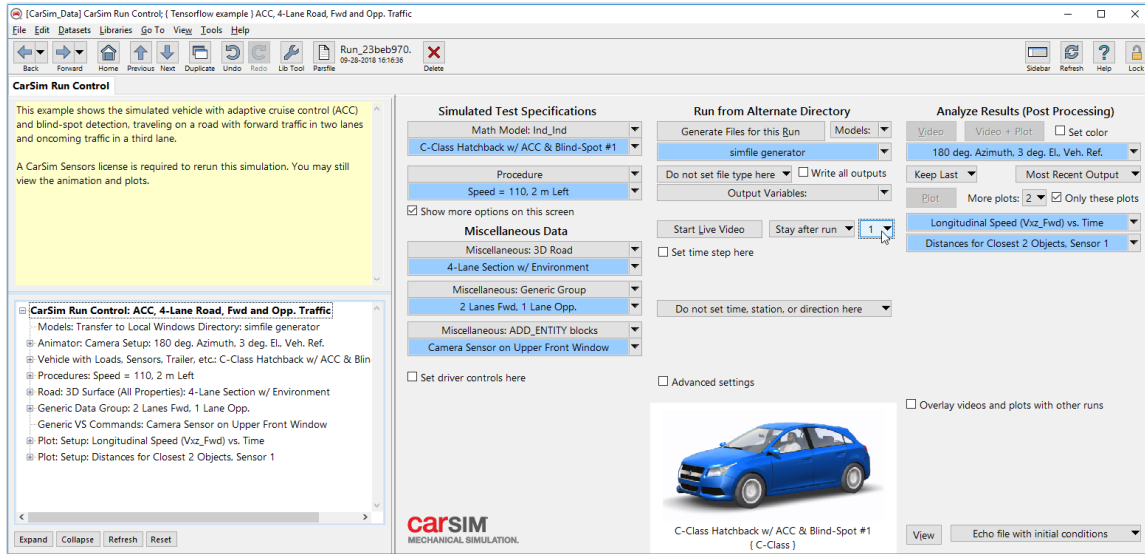 [CarSim_Data] CarSim Run Control; { Tensorflow example } ACC, 4-Lane Road, Fwd and Opp. Traffic
File Edit Datasets Libraries Go To View Tools Help
Back Forward Home Previous Next Duplicate Undo Redo Lib Tool Parsfile
Run_23beb970.
09-28-2018 16:16:36
Delete
Sidebar Refresh Help Lock
CarSim Run Control
This example shows the simulated vehicle with adaptive cruise control (ACC)
and blind-spot detection, traveling on a road with forward traffic in two lanes
and oncoming traffic in a third lane.
A CarSim Sensors license is required to rerun this simulation. You may still
view the animation and plots.
CarSim Run Control: ACC, 4-Lane Road, Fwd and Opp. Traffic
Models: Transfer to Local Windows Directory: simfile generator
Animator: Camera Setup: 180 deg. Azimuth, 3 deg. El., Veh. Ref.
Vehicle with Loads, Sensors, Trailer, etc.: C-Class Hatchback w/ ACC & Blin
Procedures: Speed = 110, 2 m Left
Road: 3D Surface (All Properties): 4-Lane Section w/ Environment
Generic Data Group: 2 Lanes Fwd, 1 Lane Opp.
Generic VS Commands: Camera Sensor on Upper Front Window
Plot: Setup: Longitudinal Speed (Vxz_Fwd) vs. Time
Plot: Setup: Distances for Closest 2 Objects, Sensor 1
Expand Collapse Refresh Reset
Simulated Test Specifications
Math Model: Ind_Ind
C-Class Hatchback w/ ACC & Blind-Spot #1
Procedure
Speed = 110, 2 m Left
Show more options on this screen
Miscellaneous Data
Miscellaneous: 3D Road
4-Lane Section w/ Environment
Miscellaneous: Generic Group
2 Lanes Fwd, 1 Lane Opp.
Miscellaneous: ADD_ENTITY blocks
Camera Sensor on Upper Front Window
Set driver controls here
carSIM
MECHANICAL SIMULATION.
Run from Alternate Directory
Generate Files for this Run Models:
simfile generator
Do not set file type here Write all outputs
Output Variables:
Start Live Video Stay after run 1
Set time step here
Do not set time, station, or direction here
Advanced settings
C-Class Hatchback w/ ACC & Blind-Spot #1
{ C-Class }
Analyze Results (Post Processing)
Video Video + Plot Set color
180 deg. Azimuth, 3 deg. El., Veh. Ref.
Keep Last Most Recent Output
Plot More plots: 2 Only these plots
Longitudinal Speed (Vxz_Fwd) vs. Time
Distances for Closest 2 Objects, Sensor 1
Overlay videos and plots with other runs
View Echo file with initial conditions